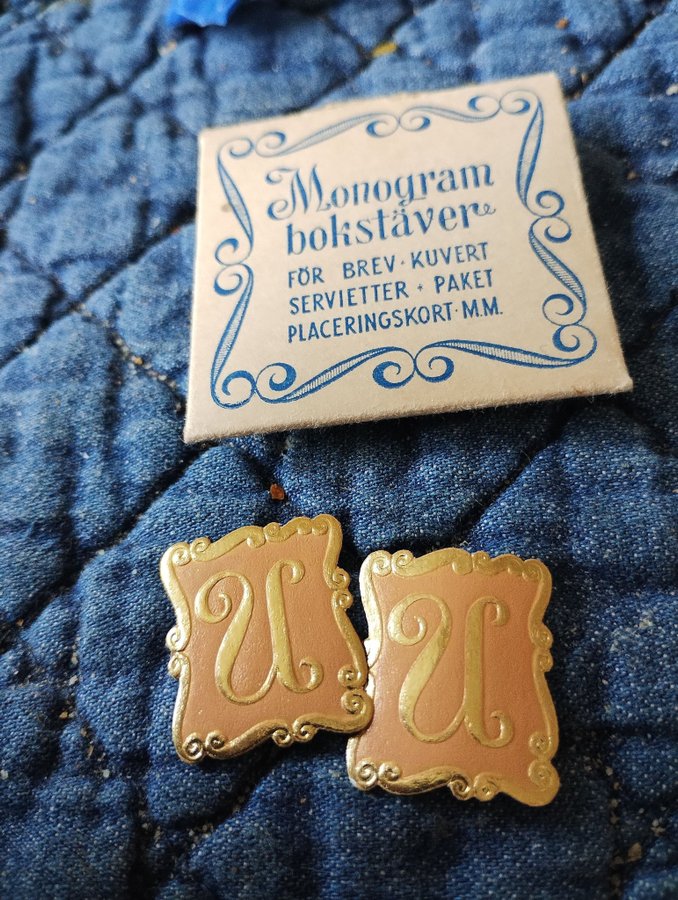 Monogram
bokstäver
FÖR BREV · KUVERT
SERVIETTER · PAKET
PLACERINGSKORT · M.M.
U
U